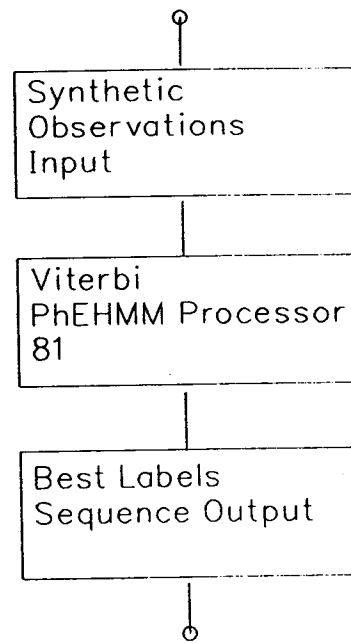 Synthetic
Observations
Input
Viterbi
PhEHMM Processor
81
Best Labels
Sequence Output